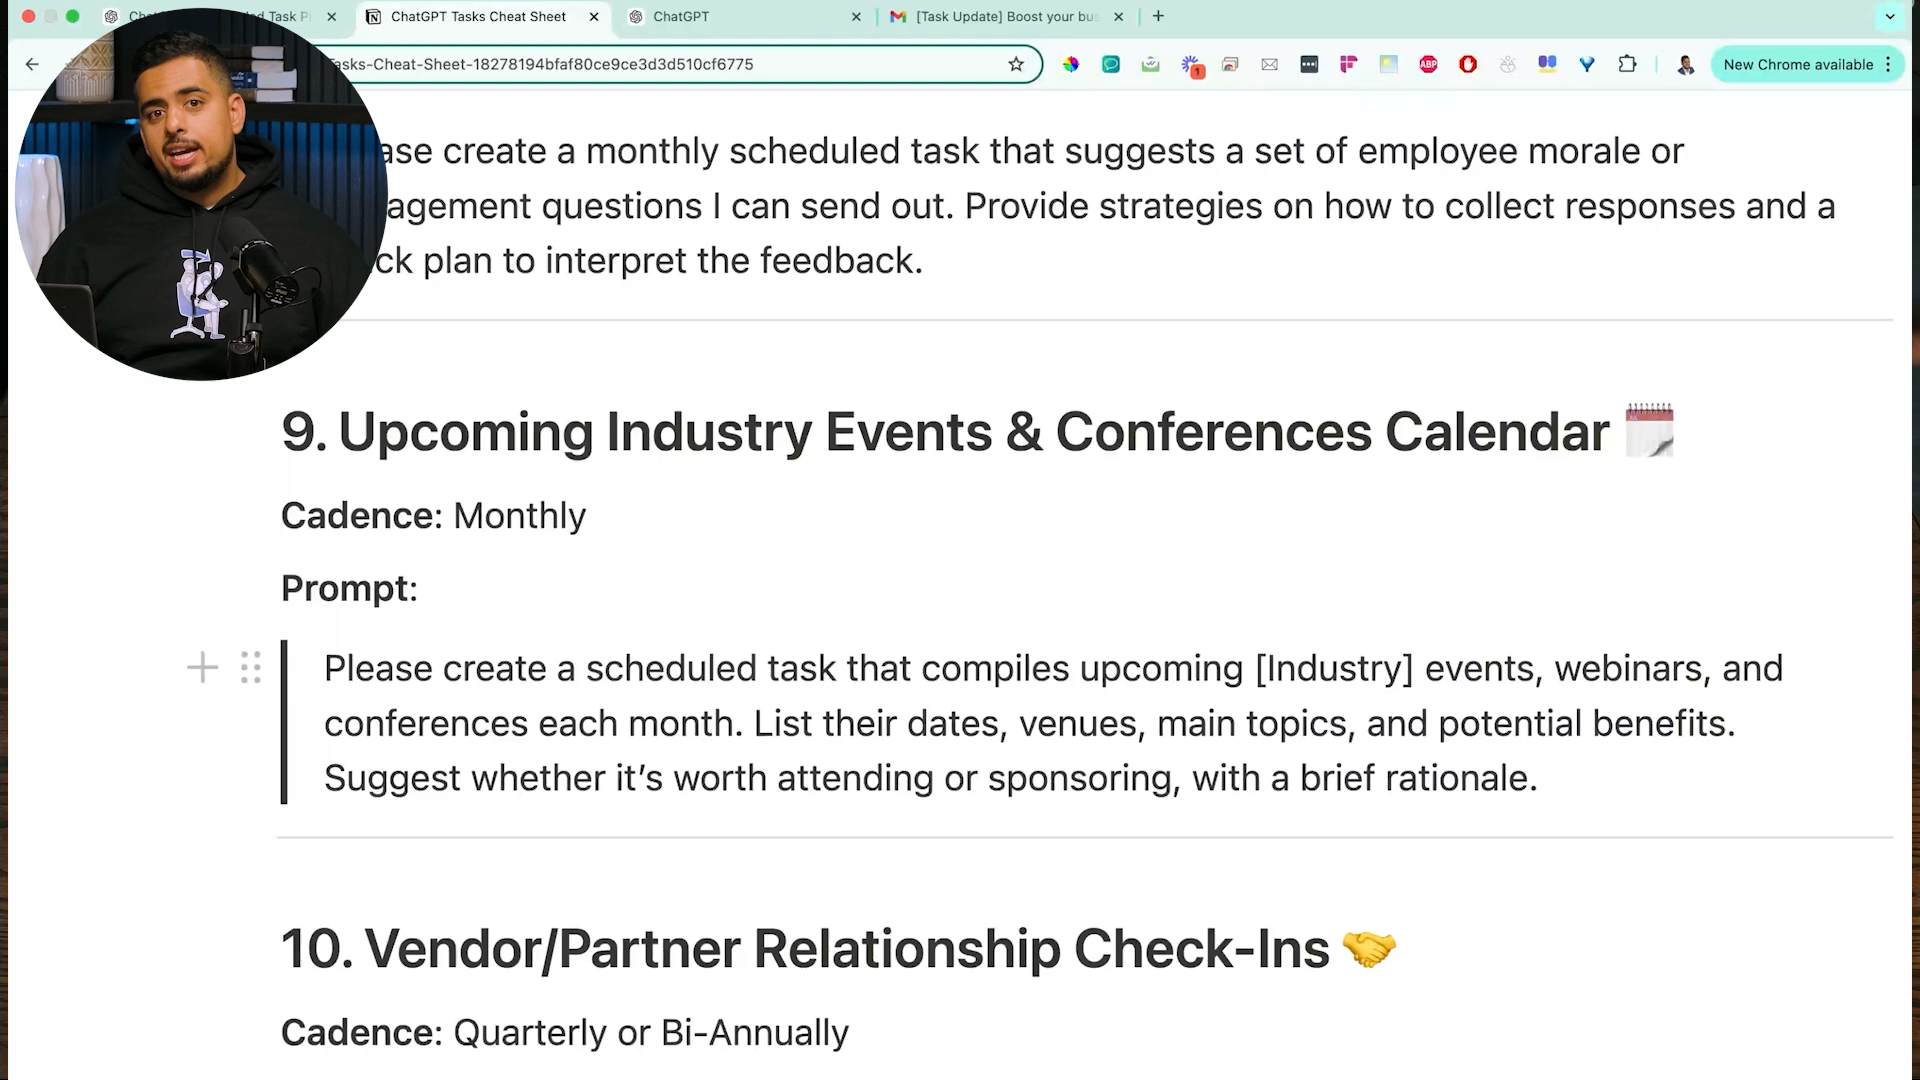 ChatGPT Tasks Cheat Sheet
ChatGPT
[Task Update] Boost your bu
asks-Cheat-Sheet-18278194bfaf80ce9ce3d3d510cf6775
1
ABP
New Chrome available
ase create a monthly scheduled task that suggests a set of employee morale or
agement questions I can send out. Provide strategies on how to collect responses and a
ck plan to interpret the feedback.
9. Upcoming Industry Events & Conferences Calendar
Cadence: Monthly
Prompt:
Please create a scheduled task that compiles upcoming [Industry] events, webinars, and
conferences each month. List their dates, venues, main topics, and potential benefits.
Suggest whether it’s worth attending or sponsoring, with a brief rationale.
10. Vendor/Partner Relationship Check-Ins
Cadence: Quarterly or Bi-Annually